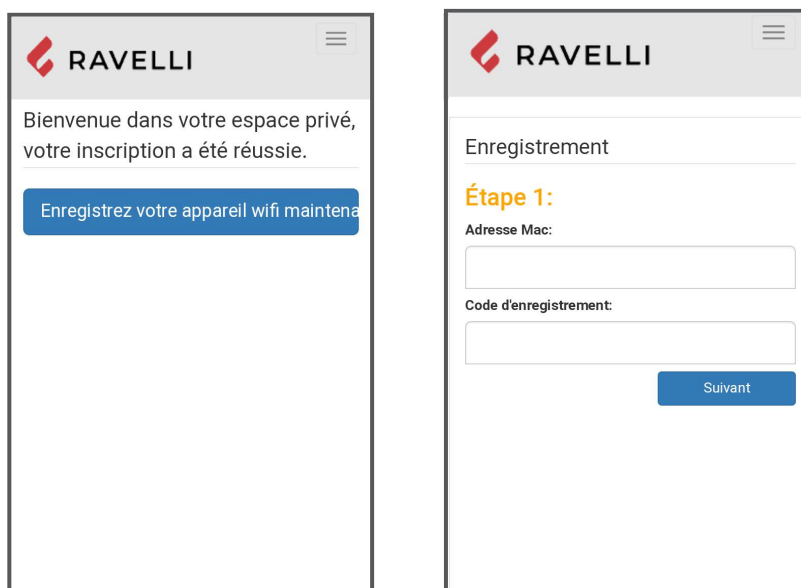 RAVELLI
Bienvenue dans votre espace privé,
votre inscription a été réussie.
Enregistrez votre appareil wifi maintena
RAVELLI
Enregistrement
Étape 1:
Adresse Mac:
Code d'enregistrement:
Suivant